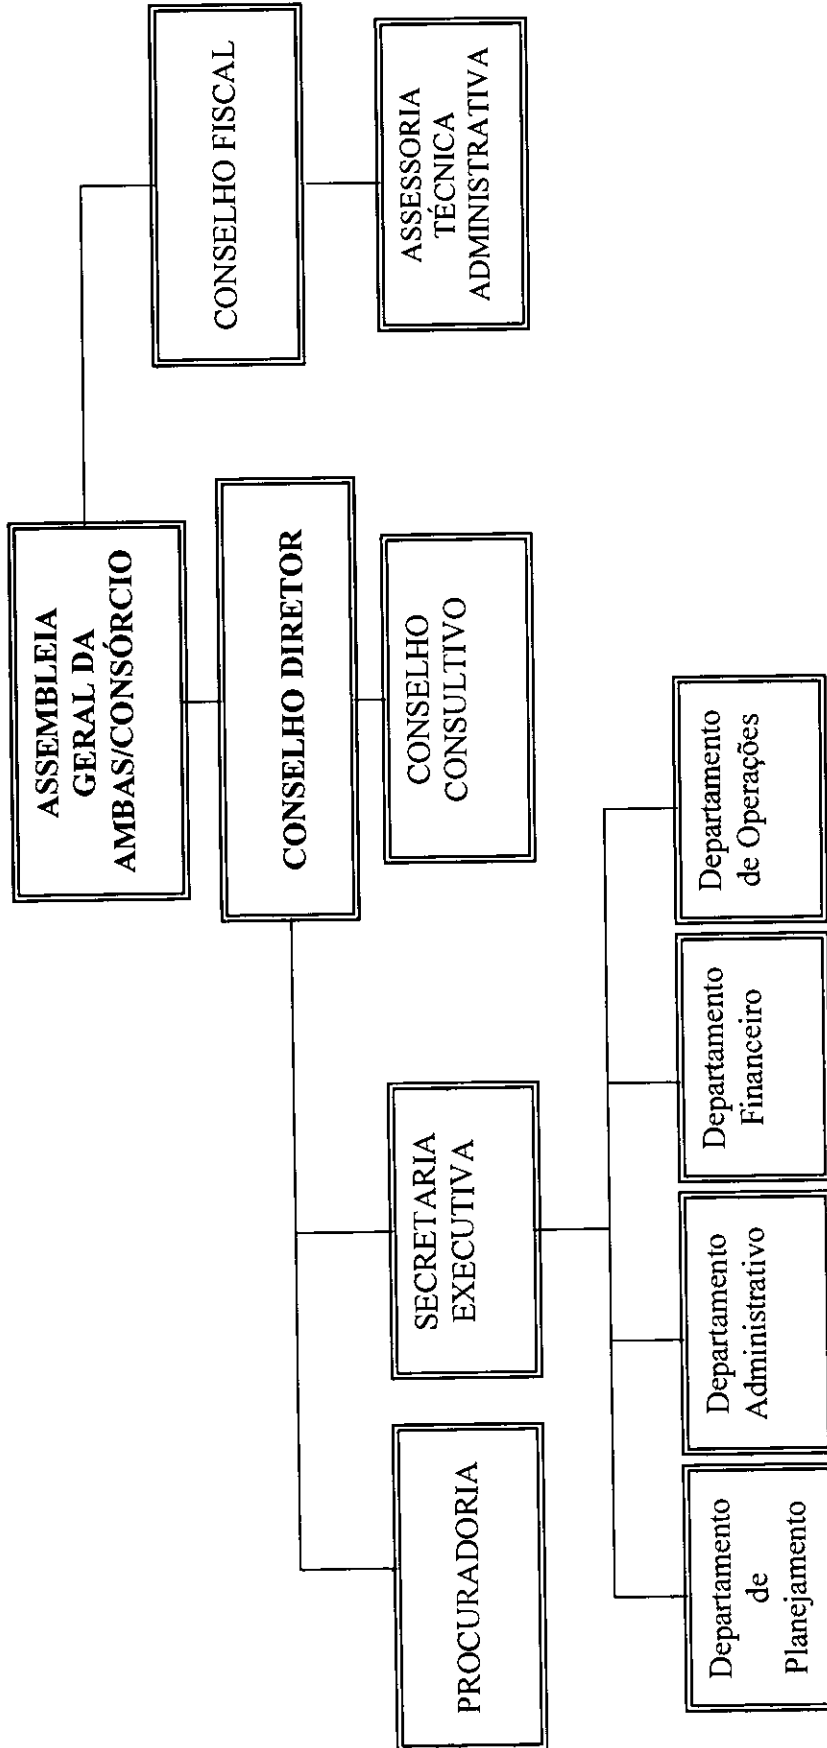 ASSEMBLEIA
GERAL DA
AMBAS/CONSÓRCIO
CONSELHO FISCAL
CONSELHO DIRETOR
PROCURADORIA
SECRETARIA
EXECUTIVA
CONSELHO
CONSULTIVO
ASSESSORIA
TÉCNICA
ADMINISTRATIVA
Departamento
de
Planejamento
Departamento
Administrativo
Departamento
Financeiro
Departamento
de Operações